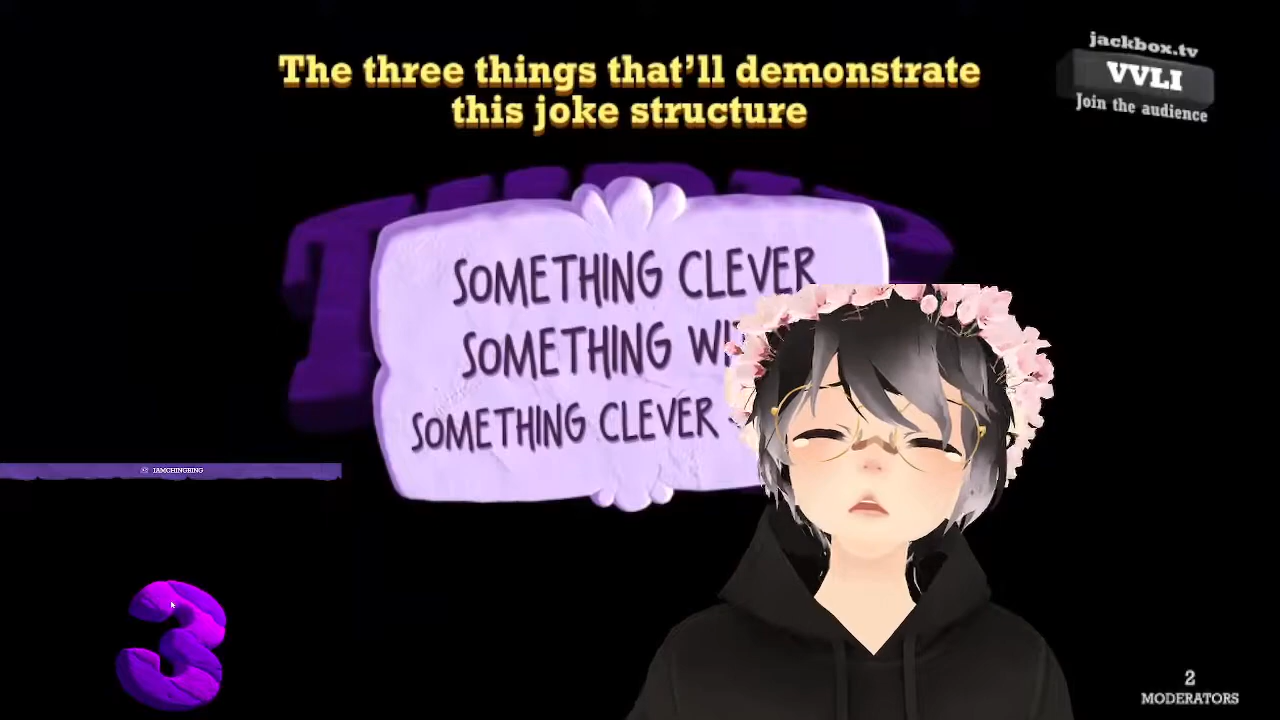 The three things that'll demonstrate
this joke structure
jackbox.tv
VVLI
Join the audience
SOMETHING CLEVER
SOMETHING
SOMETHING CLEVER
IAMCHINGBING
3
2
MODERATORS